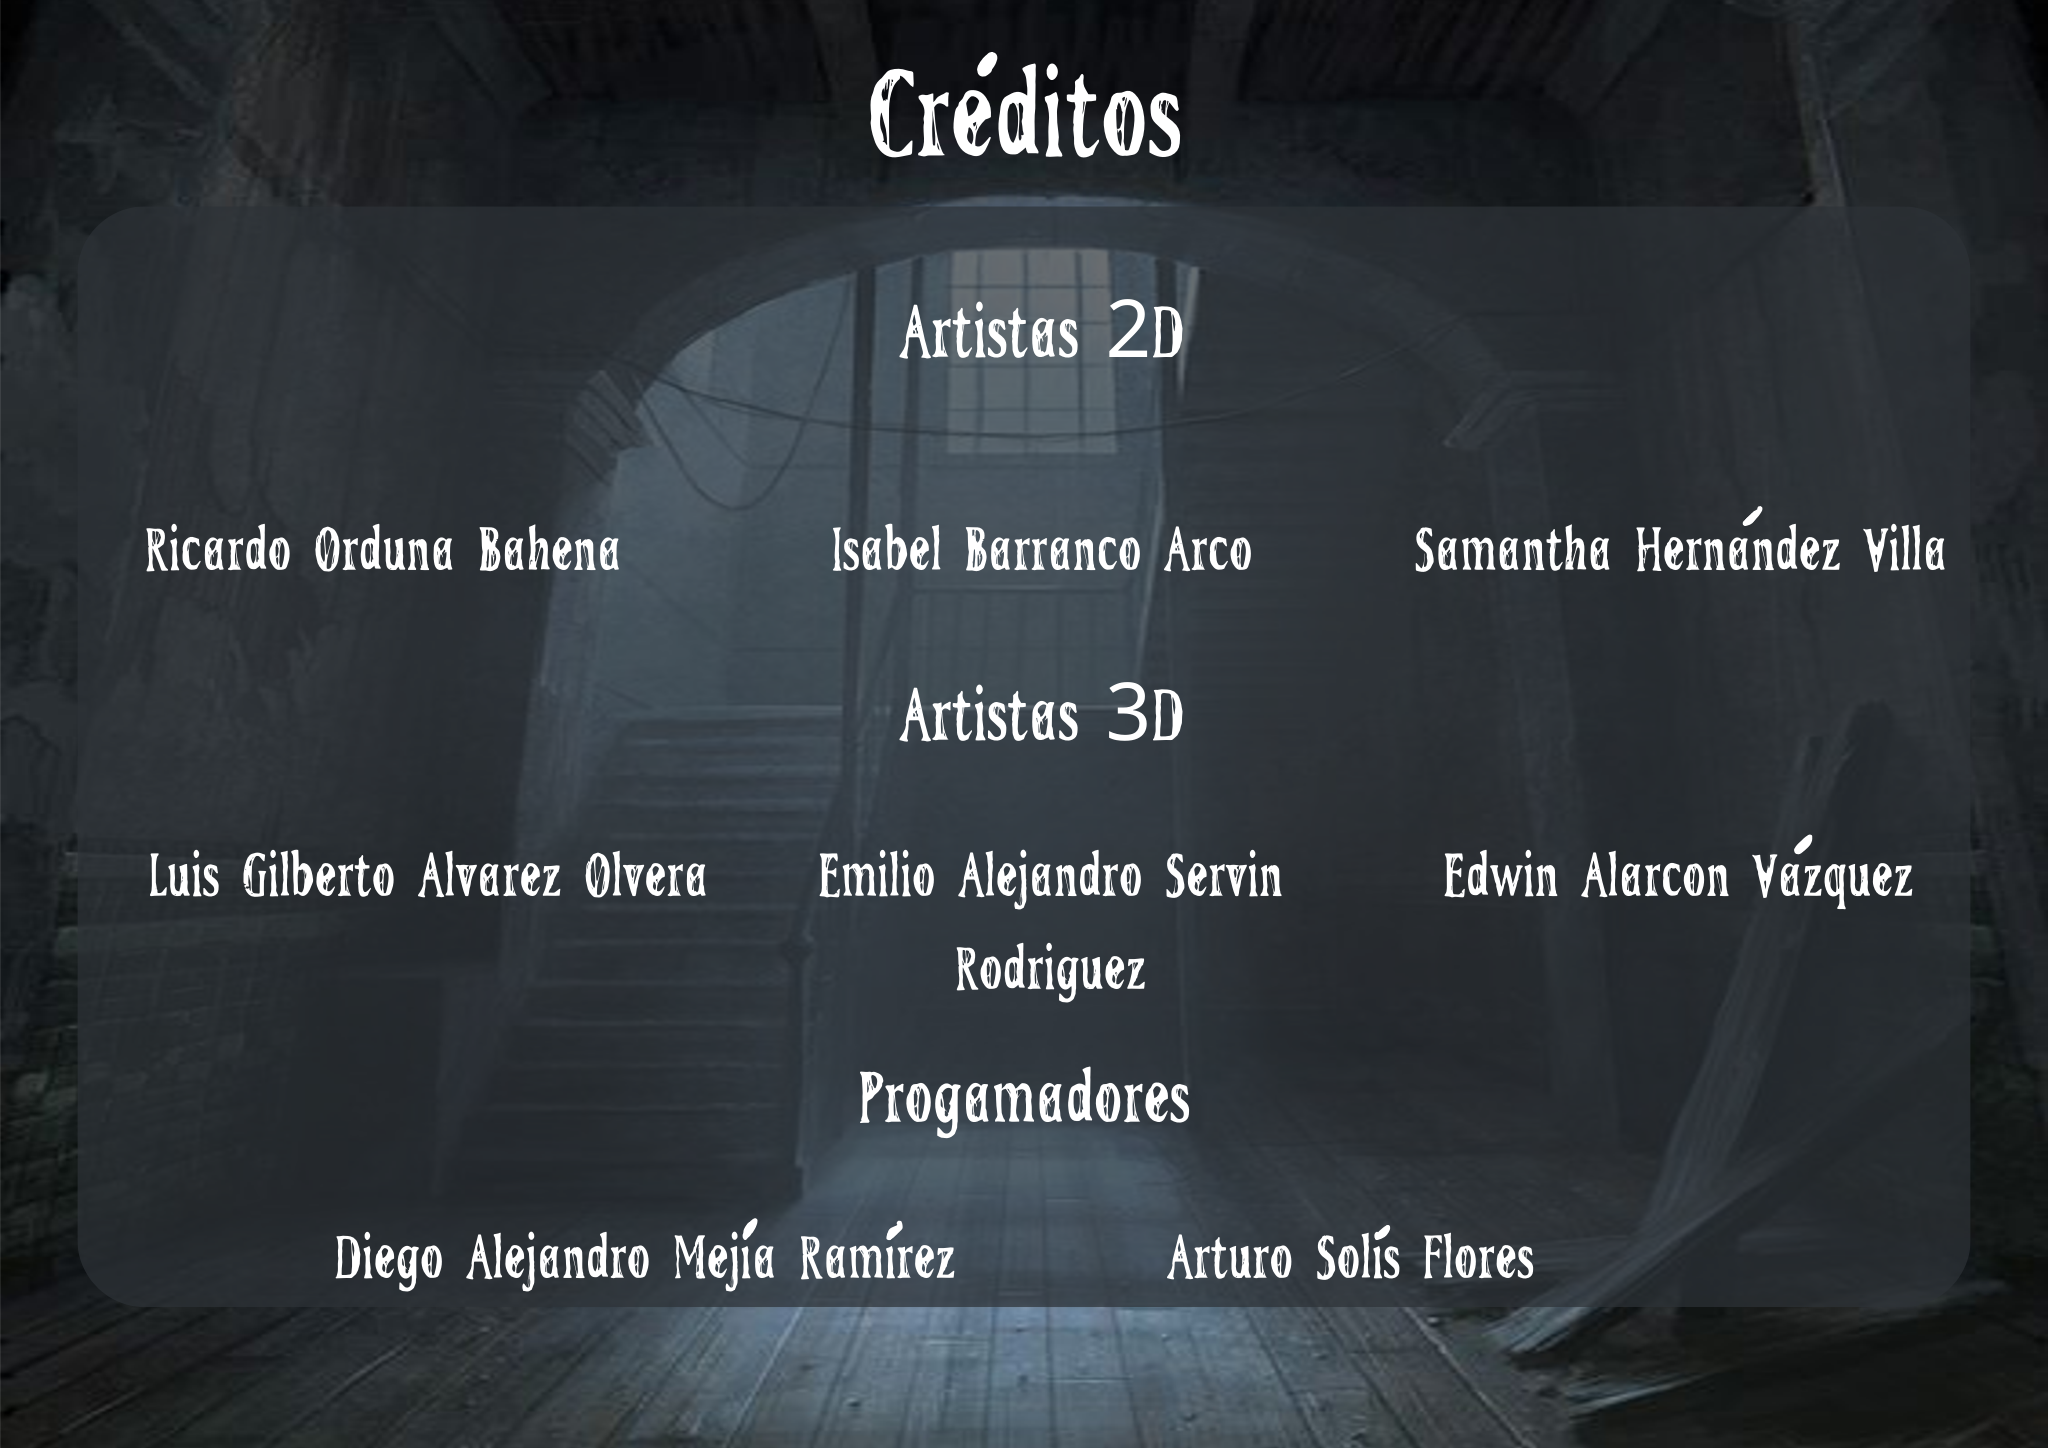 Créditos
Artistas 2D
Ricardo Orduna Bahena Isabel Barranco Arco Samantha Hernández Villa
Artistas 3D
Luis Gilberto Alvarez Olvera Emilio Alejandro Servin Edwin Alarcon Vázquez
Rodriguez
Progamadores
Diego Alejandro Mejía Ramírez Arturo Solís Flores